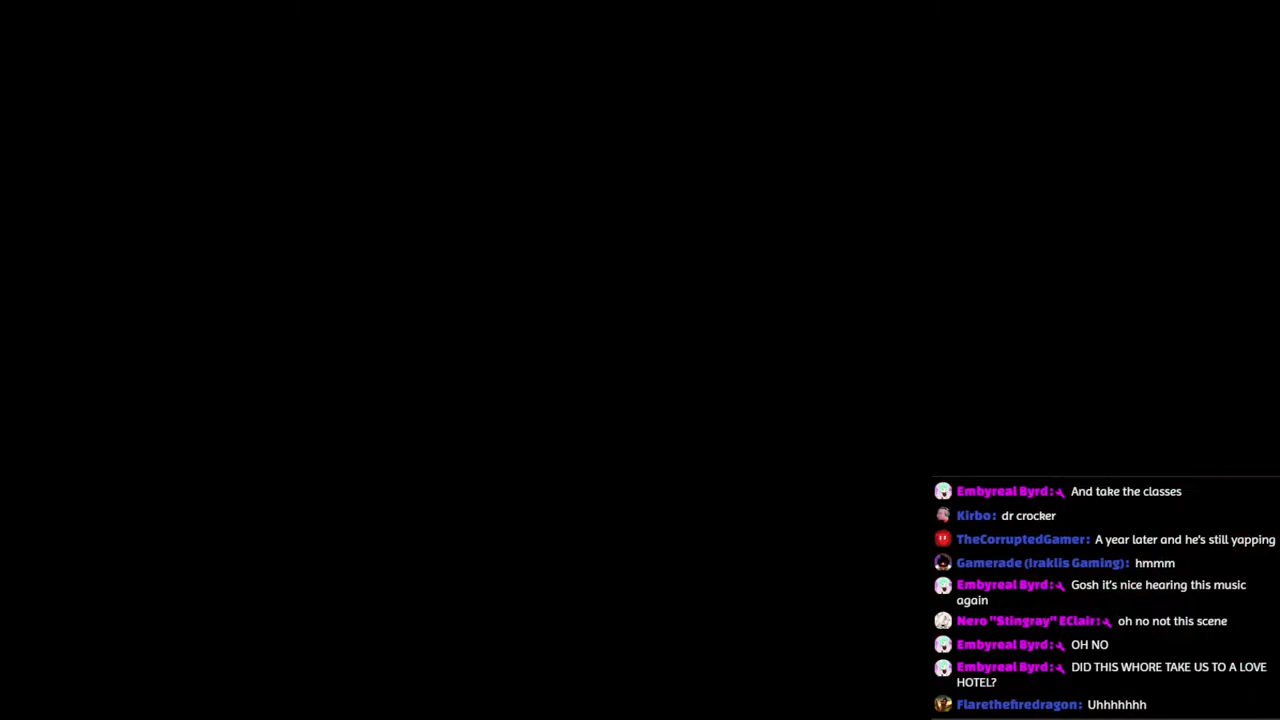 Embyreal Byrd: And take the classes
Kirbo: dr crocker
TheCorruptedGamer: A year later and he's still yapping
Gamerade (Iraklis Gaming): hmmm
Embyreal Byrd: Gosh it's nice hearing this music
again
Nero "Stingray" EClair: oh no not this scene
Embyreal Byrd: OH NO
Embyreal Byrd: DID THIS WHORE TAKE US TO A LOVE
HOTEL?
Flarethefiredragon: Uhhhhhhh